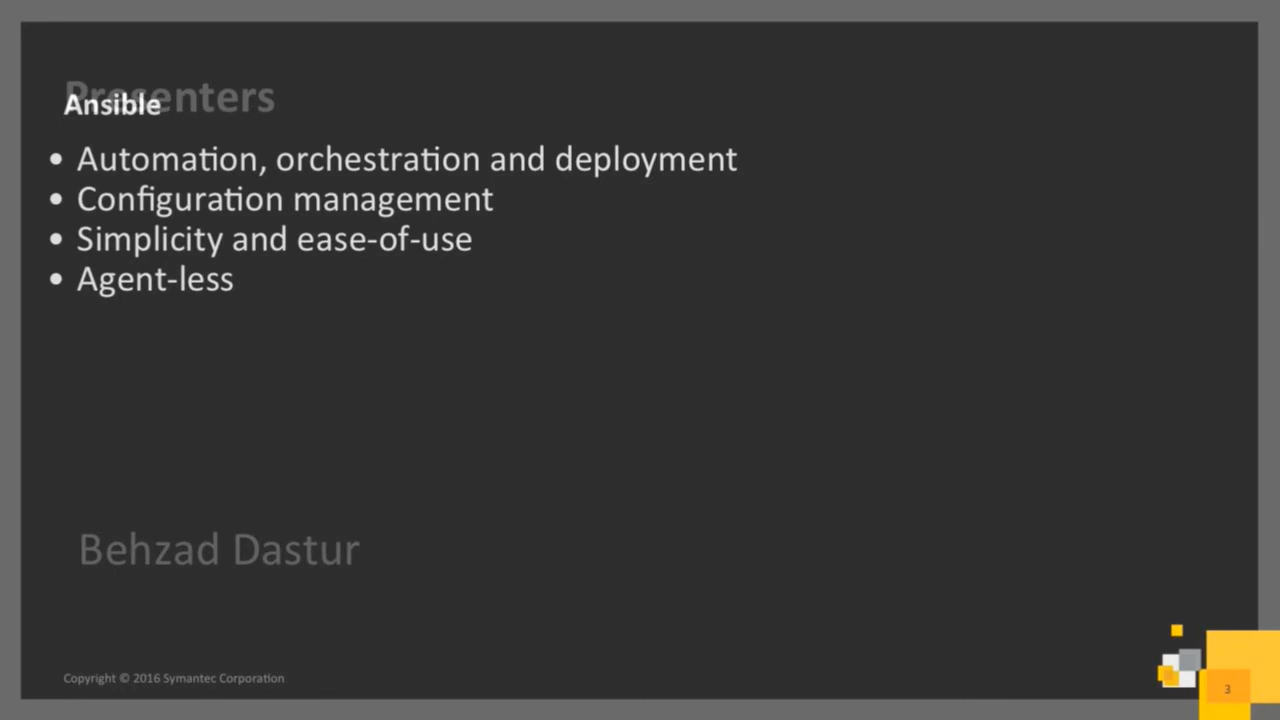 Presenters
Ansible
• Automation, orchestration and deployment
• Configuration management
• Simplicity and ease-of-use
• Agent-less
Behzad Dastur
Copyright © 2016 Symantec Corporation
3